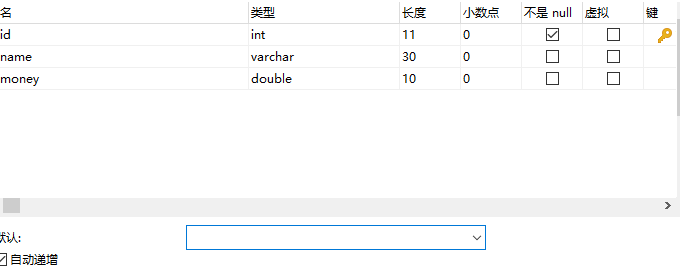 名 类型 长度 小数点 不是 null 虚拟 键
id int 11 0
name varchar 30 0
money double 10 0
默认:
自动递增